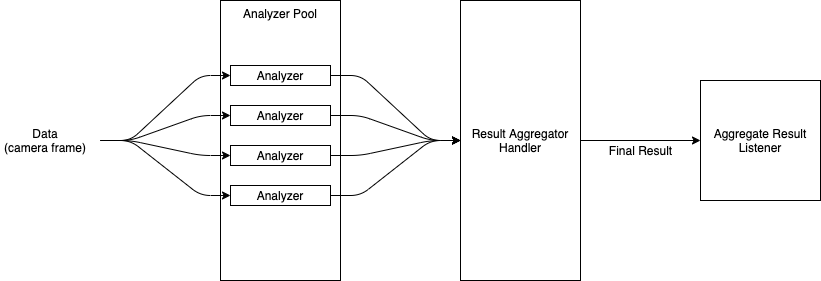 Analyzer Pool
Analyzer
Analyzer
Analyzer
Analyzer
Data
(camera frame)
Result Aggregator
Handler
Final Result
Aggregate Result
Listener